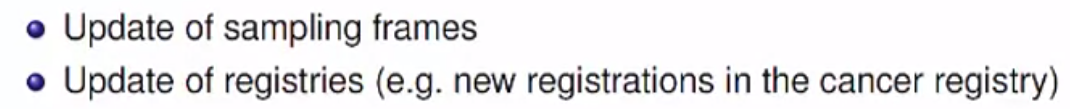 Update of sampling frames
Update of registries (e.g. new registrations in the cancer registry)